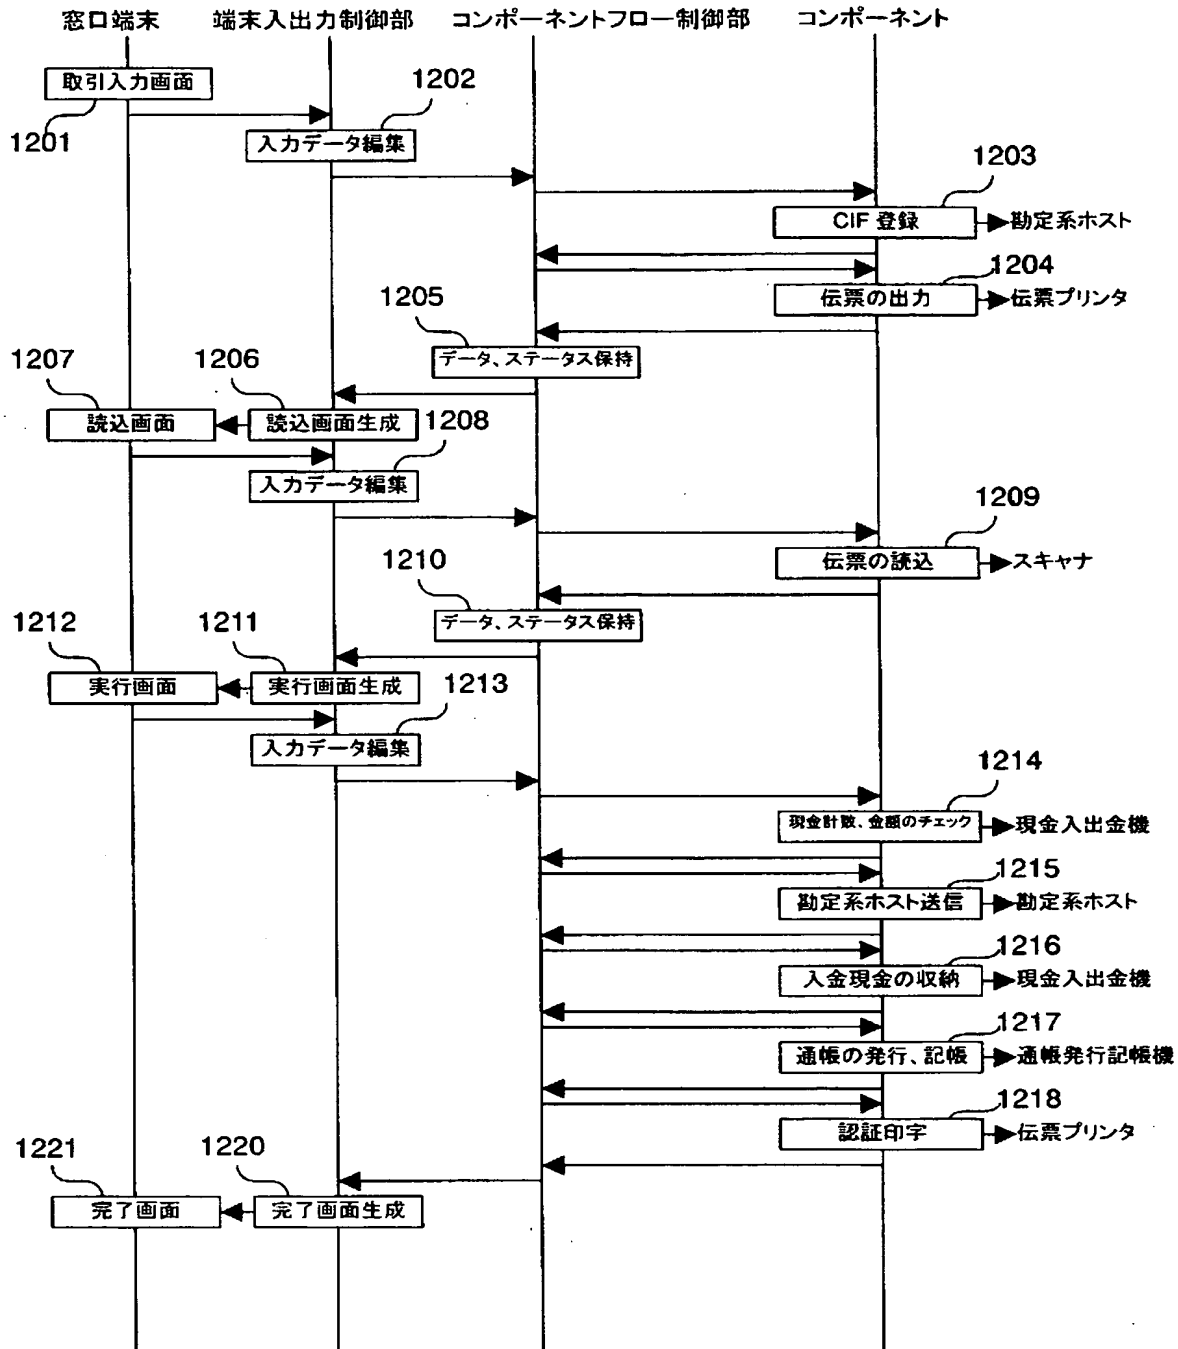 窓口端末 端末入出力制御部 コンポーネントフロー制御部 コンポーネント
取引入力画面
1202
1201
入力データ編集
1203
CIF 登録 勘定系ホスト
1204
伝票の出力 伝票プリンタ
1205
データ、ステータス保持
1207 1206
読込画面 読込画面生成
1208
入力データ編集
1209
伝票の読込 スキャナ
1210
データ、ステータス保持
1212 1211
実行画面 実行画面生成
1213
入力データ編集
1214
現金計数、金額のチェック 現金入出金機
1215
勘定系ホスト送信 勘定系ホスト
1216
入金現金の収納 現金入出金機
1217
通帳の発行、記帳 通帳発行記帳機
1218
認証印字 伝票プリンタ
1221 1220
完了画面 完了画面生成